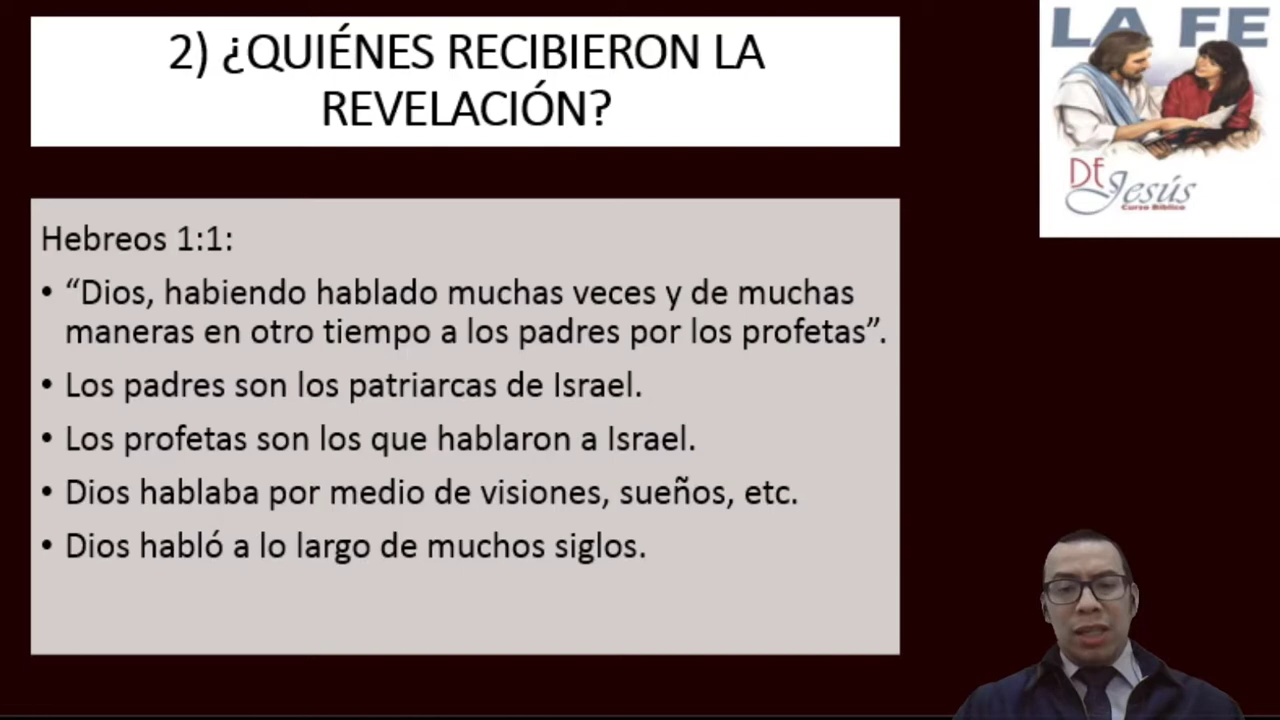 2) ¿QUIÉNES RECIBIERON LA
REVELACIÓN?
LA FE
DE
Jesús
Curso Bíblico
Hebreos 1:1:
• “Dios, habiendo hablado muchas veces y de muchas
maneras en otro tiempo a los padres por los profetas”.
• Los padres son los patriarcas de Israel.
• Los profetas son los que hablaron a Israel.
• Dios hablaba por medio de visiones, sueños, etc.
• Dios habló a lo largo de muchos siglos.